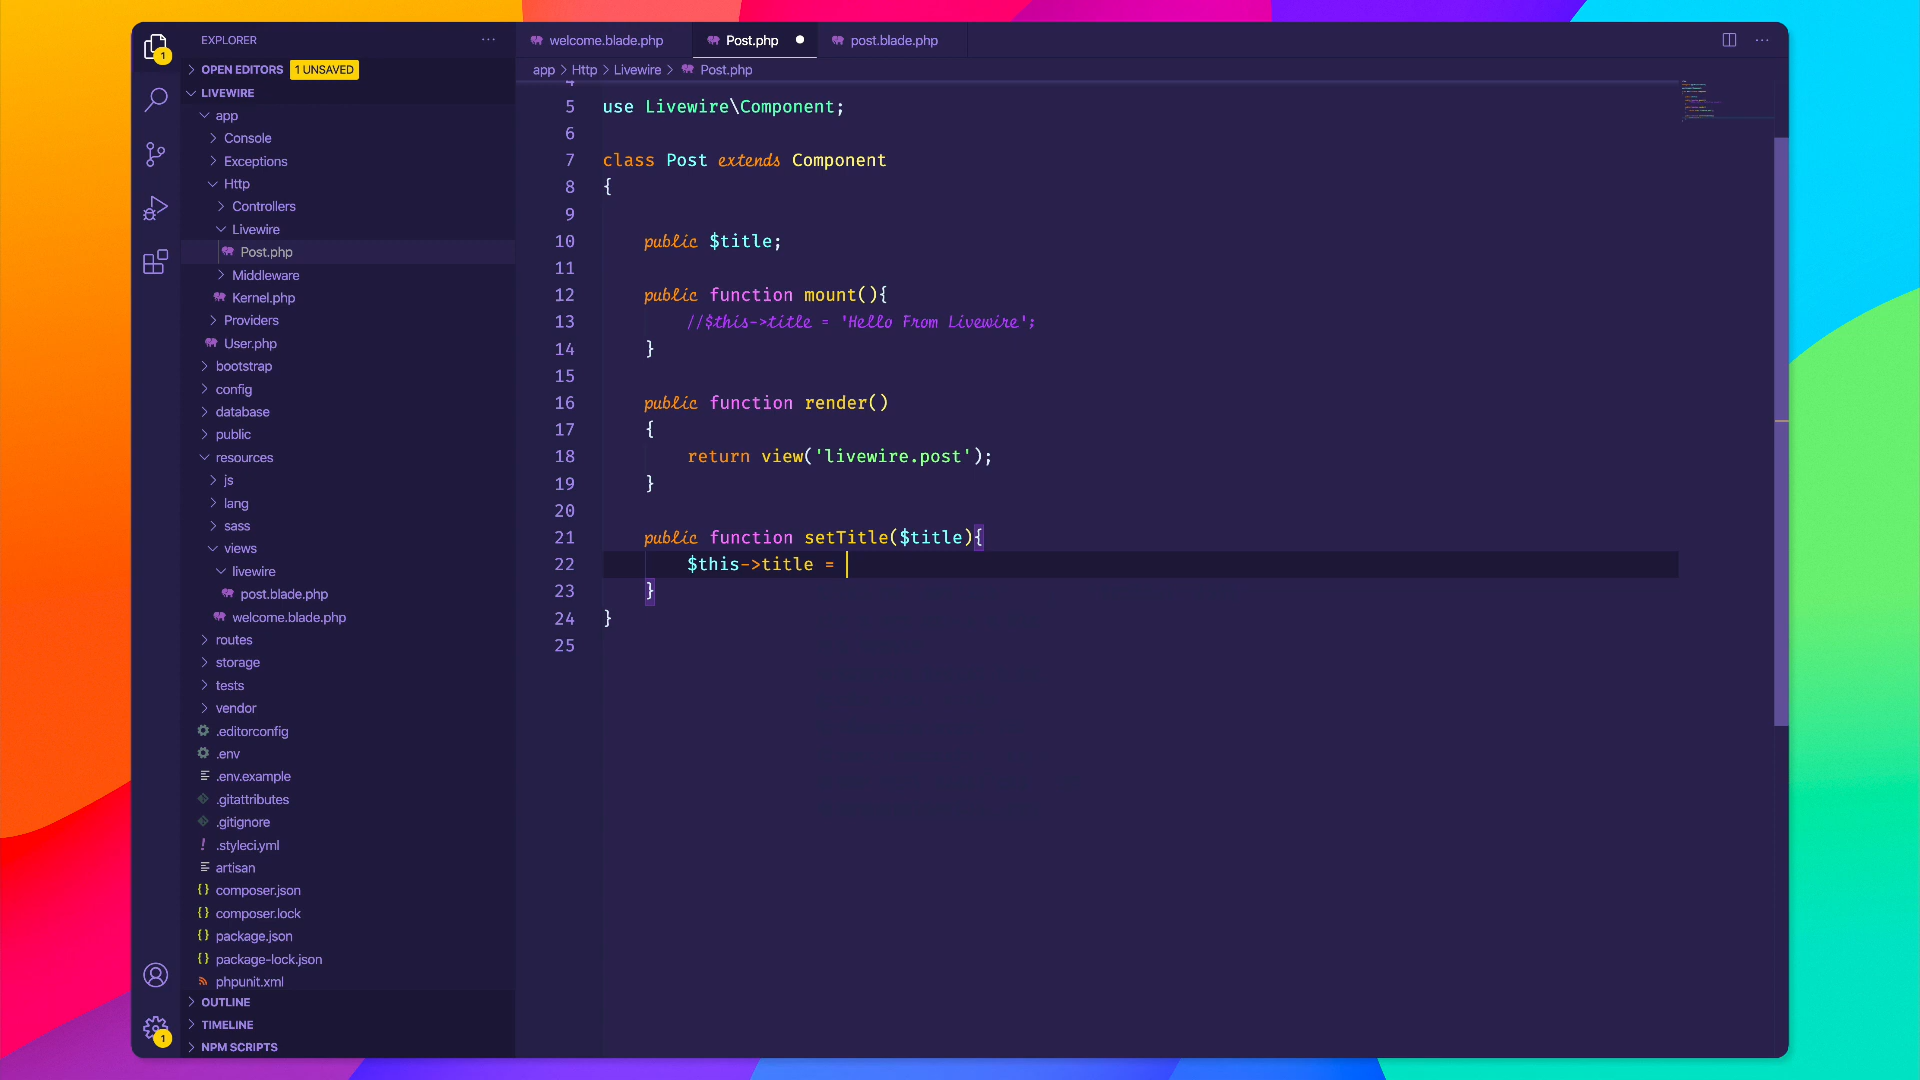 1
EXPLORER
···
OPEN EDITORS 1 UNSAVED
LIVEWIRE
app
Console
Exceptions
Http
Controllers
Livewire
Post.php
Middleware
Kernel.php
Providers
User.php
bootstrap
config
database
public
resources
js
lang
sass
views
livewire
post.blade.php
welcome.blade.php
routes
storage
tests
vendor
.editorconfig
.env
.env.example
.gitattributes
.gitignore
! .styleci.yml
artisan
{} composer.json
{} composer.lock
{} package.json
{} package-lock.json
phpunit.xml
OUTLINE
TIMELINE
NPM SCRIPTS
1
welcome.blade.php Post.php post.blade.php
···
app > Http > Livewire > Post.php
5 use Livewire\Component;
6
7 class Post extends Component
8 {
9
10 public $title;
11
12 public function mount(){
13 //$this->title = 'Hello From Livewire';
14 }
15
16 public function render()
17 {
18 return view('livewire.post');
19 }
20
21 public function setTitle($title){
22 $this->title =
23 }
24 }
25